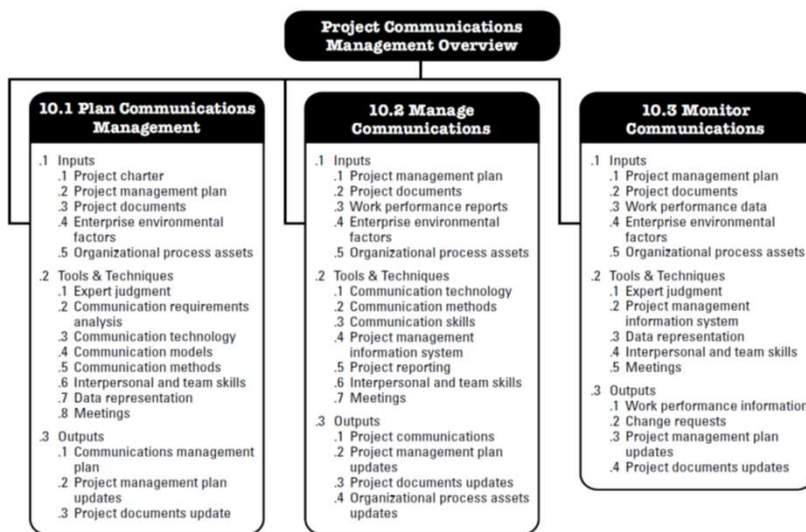 Project Communications
Management Overview
10.1 Plan Communications
Management
.1 Inputs
.1 Project charter
.2 Project management plan
.3 Project documents
.4 Enterprise environmental
factors
.5 Organizational process assets
.2 Tools & Techniques
.1 Expert judgment
.2 Communication requirements
analysis
.3 Communication technology
.4 Communication models
.5 Communication methods
.6 Interpersonal and team skills
.7 Data representation
.8 Meetings
.3 Outputs
.1 Communications management
plan
.2 Project management plan
updates
.3 Project documents update
10.2 Manage
Communications
.1 Inputs
.1 Project management plan
.2 Project documents
.3 Work performance reports
.4 Enterprise environmental
factors
.5 Organizational process assets
.2 Tools & Techniques
.1 Communication technology
.2 Communication methods
.3 Communication skills
.4 Project management
information system
.5 Project reporting
.6 Interpersonal and team skills
.7 Meetings
.3 Outputs
.1 Project communications
.2 Project management plan
updates
.3 Project documents updates
.4 Organizational process assets
updates
10.3 Monitor
Communications
.1 Inputs
.1 Project management plan
.2 Project documents
.3 Work performance data
.4 Enterprise environmental
factors
.5 Organizational process assets
.2 Tools & Techniques
.1 Expert judgment
.2 Project management
information system
.3 Data representation
.4 Interpersonal and team skills
.5 Meetings
.3 Outputs
.1 Work performance information
.2 Change requests
.3 Project management plan
updates
.4 Project documents updates